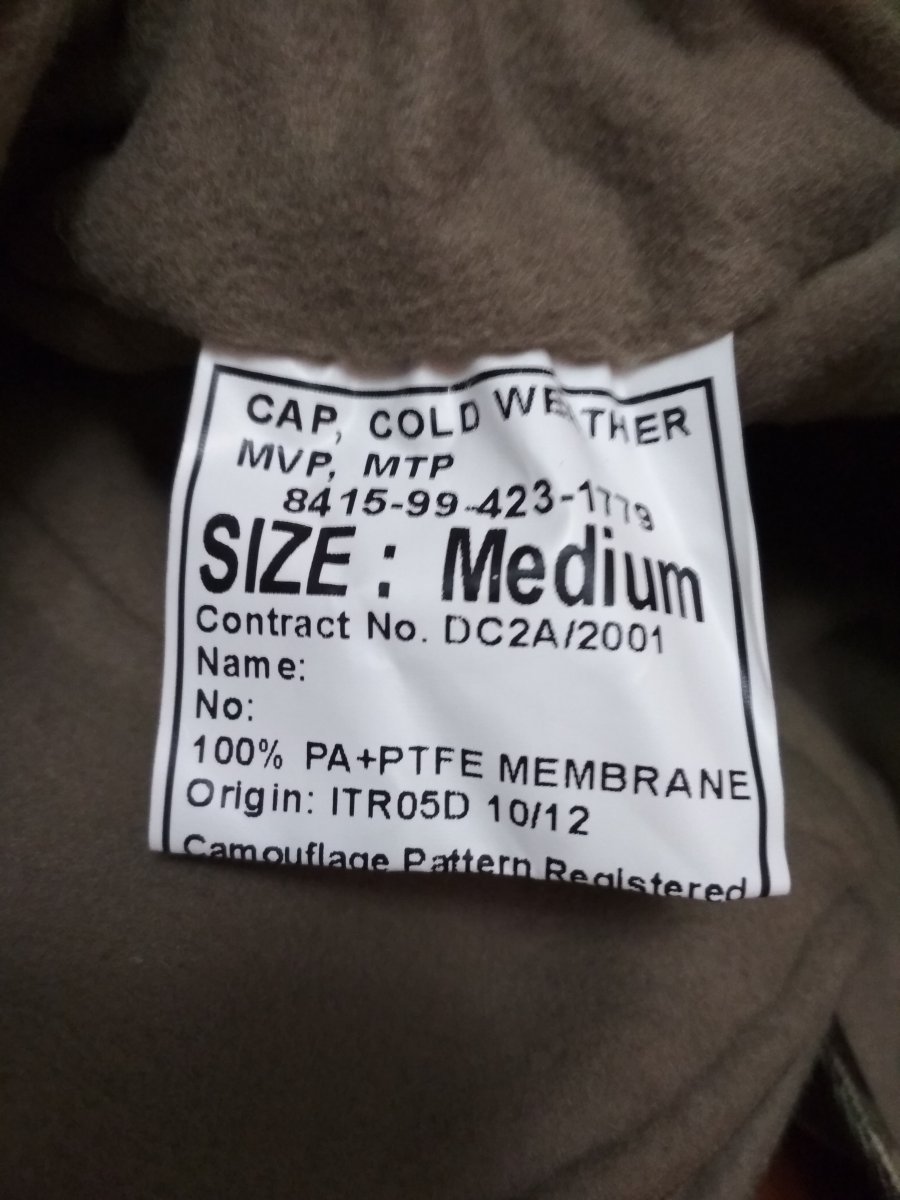 CAP, COLD WEATHER
MVP, MTP
8415-99-423-1779
SIZE: Medium
Contract No. DC2A/2001
Name:
No:
100% PA+PTFE MEMBRANE
Origin: ITR05D 10/12
Camouflage Pattern Registered